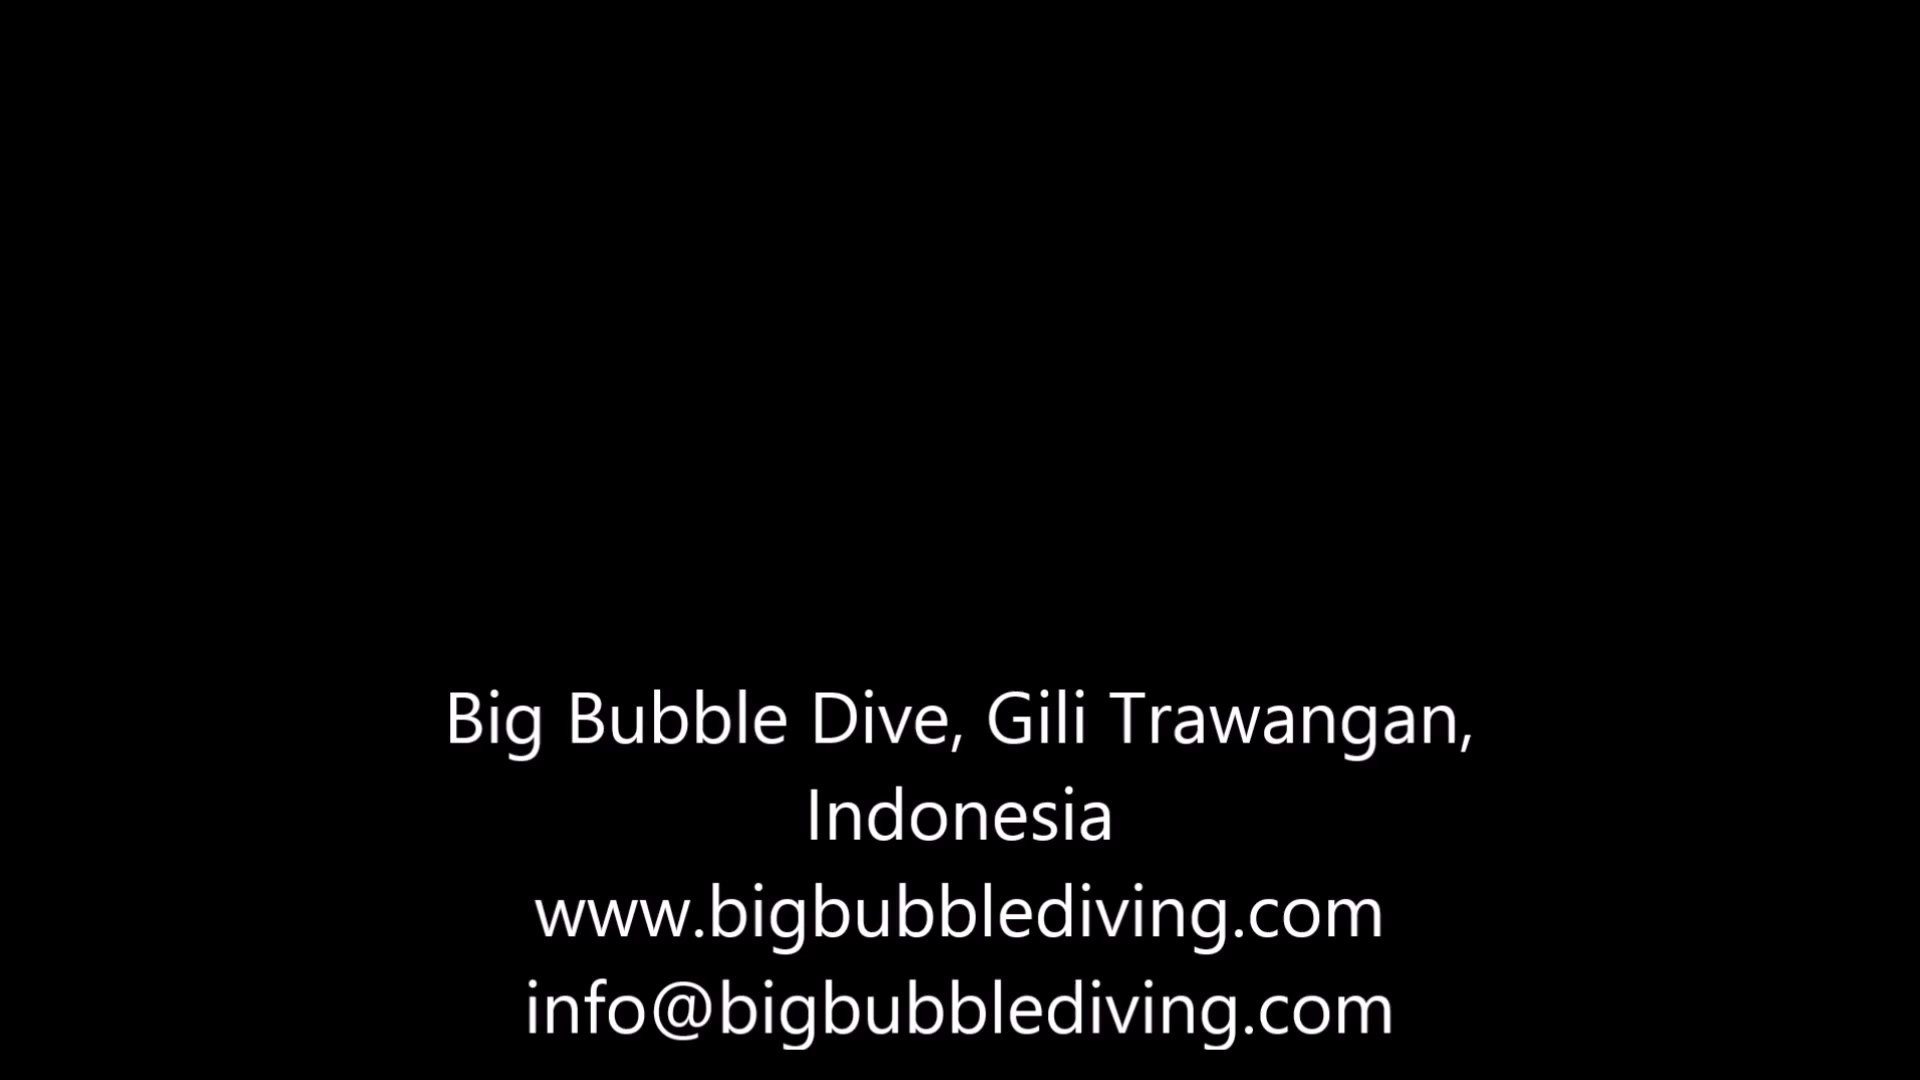 Big Bubble Dive, Gili Trawangan,
Indonesia
www.bigbubblediving.com
info@bigbubblediving.com